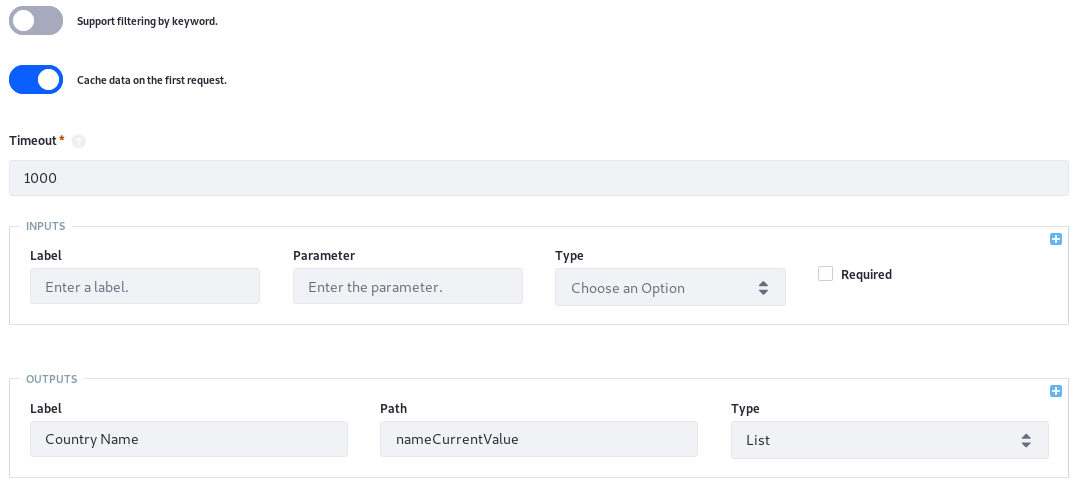 Support filtering by keyword.
Cache data on the first request.
Timeout *
1000
INPUTS
Label Parameter Type
Enter a label. Enter the parameter. Choose an Option Required
OUTPUTS
Label Path Type
Country Name nameCurrentValue List